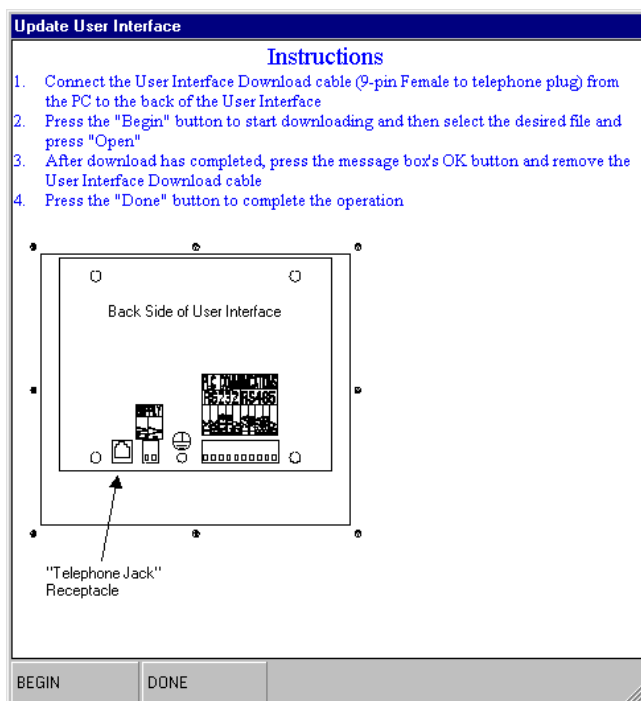 Update User Interface
Instructions
1. Connect the User Interface Download cable (9-pin Female to telephone plug) from
the PC to the back of the User Interface
2. Press the "Begin" button to start downloading and then select the desired file and
press "Open"
3. After download has completed, press the message box's OK button and remove the
User Interface Download cable
4. Press the "Done" button to complete the operation
Back Side of User Interface
PLC COMMUNICATIONS
RS232 RS485
SUPPLY
"Telephone Jack"
Receptacle
BEGIN DONE